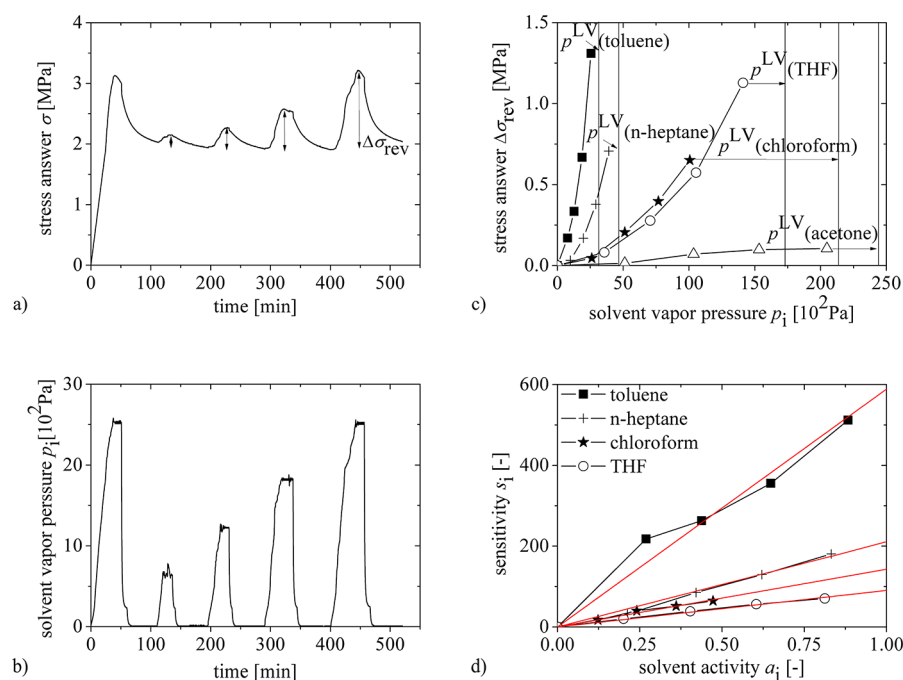 4
3
2
1
0
0 100 200 300 400 500
stress answer σ [MPa]
time [min]
Δσrev
a)
1.5
1.0
0.5
0.0
0 50 100 150 200 250
stress answer Δσrev [MPa]
solvent vapor pressure pi [10²Pa]
pLV(toluene)
pLV(THF)
pLV(n-heptane)
pLV(chloroform)
pLV(acetone)
c)
30
20
10
0
0 100 200 300 400 500
solvent vapor pressure pi[10²Pa]
time [min]
b)
600
400
200
0
0.00 0.25 0.50 0.75 1.00
sensitivity si [-]
solvent activity ai [-]
toluene
n-heptane
chloroform
THF
d)